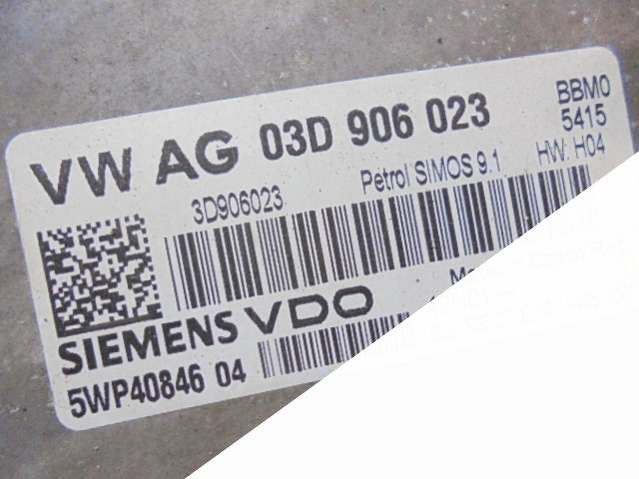 VW AG 03D 906 023
BBM0
5415
3D906023
Petrol SIMOS 9.1
HW: H04
SIEMENS VDO
5WP40846 04